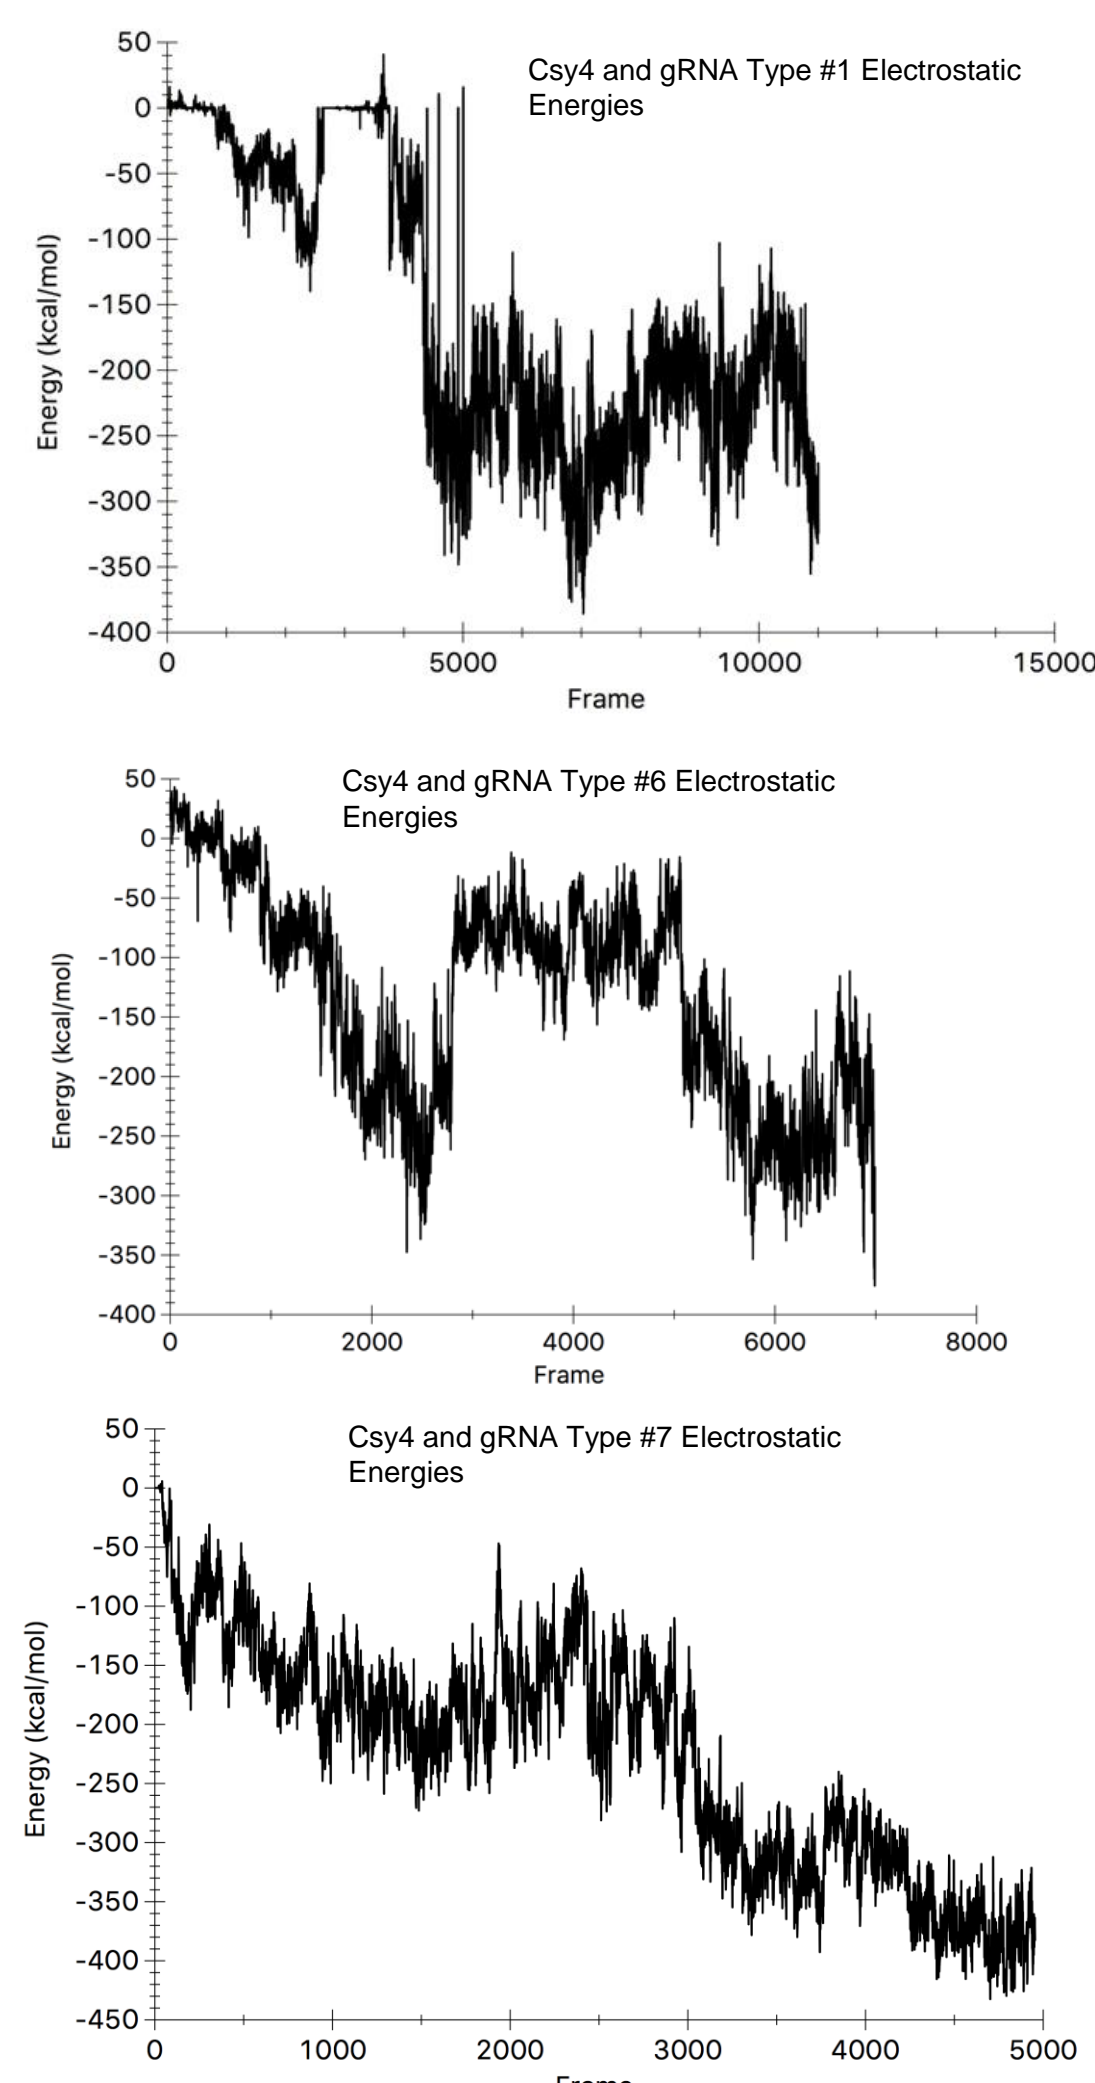 Csy4 and gRNA Type #1 Electrostatic
Energies
Energy (kcal/mol)
50
0
-50
-100
-150
-200
-250
-300
-350
-400
0 5000 10000 15000
Frame
Csy4 and gRNA Type #6 Electrostatic
Energies
Energy (kcal/mol)
50
0
-50
-100
-150
-200
-250
-300
-350
-400
0 2000 4000 6000 8000
Frame
Csy4 and gRNA Type #7 Electrostatic
Energies
Energy (kcal/mol)
50
0
-50
-100
-150
-200
-250
-300
-350
-400
-450
0 1000 2000 3000 4000 5000
Frame